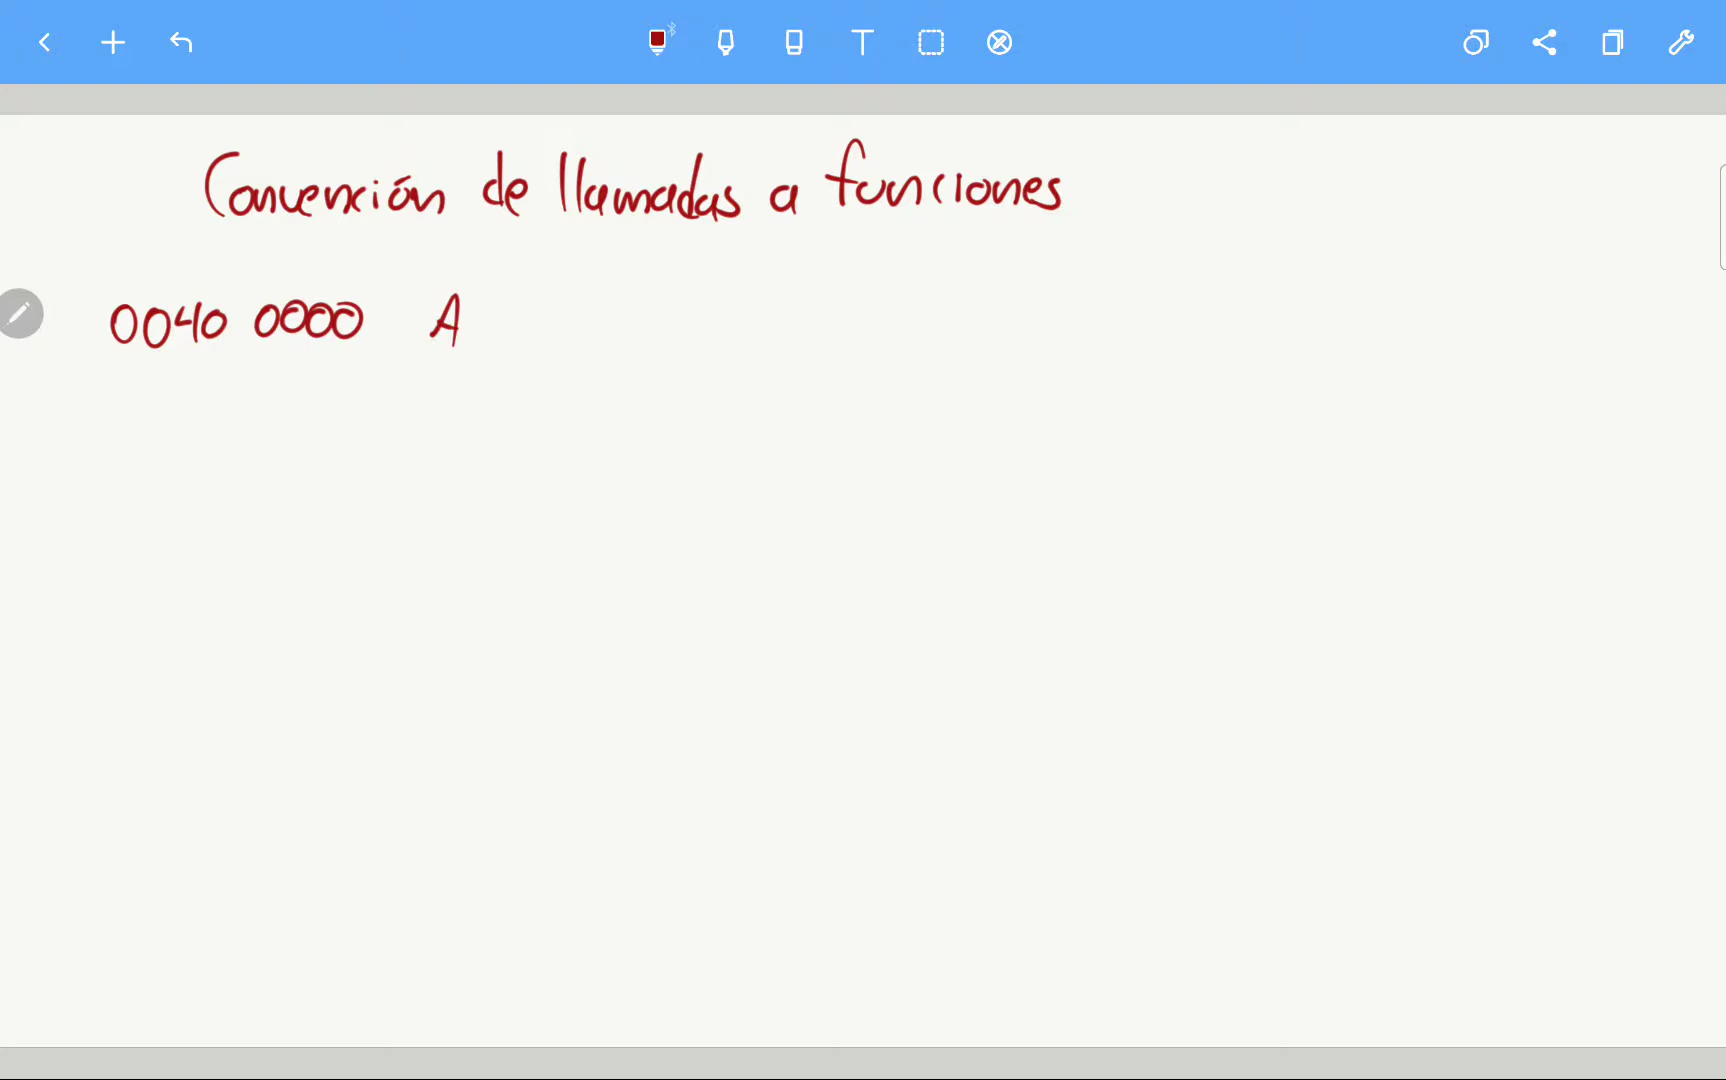 Convención de llamadas a funciones
0040 0000 A